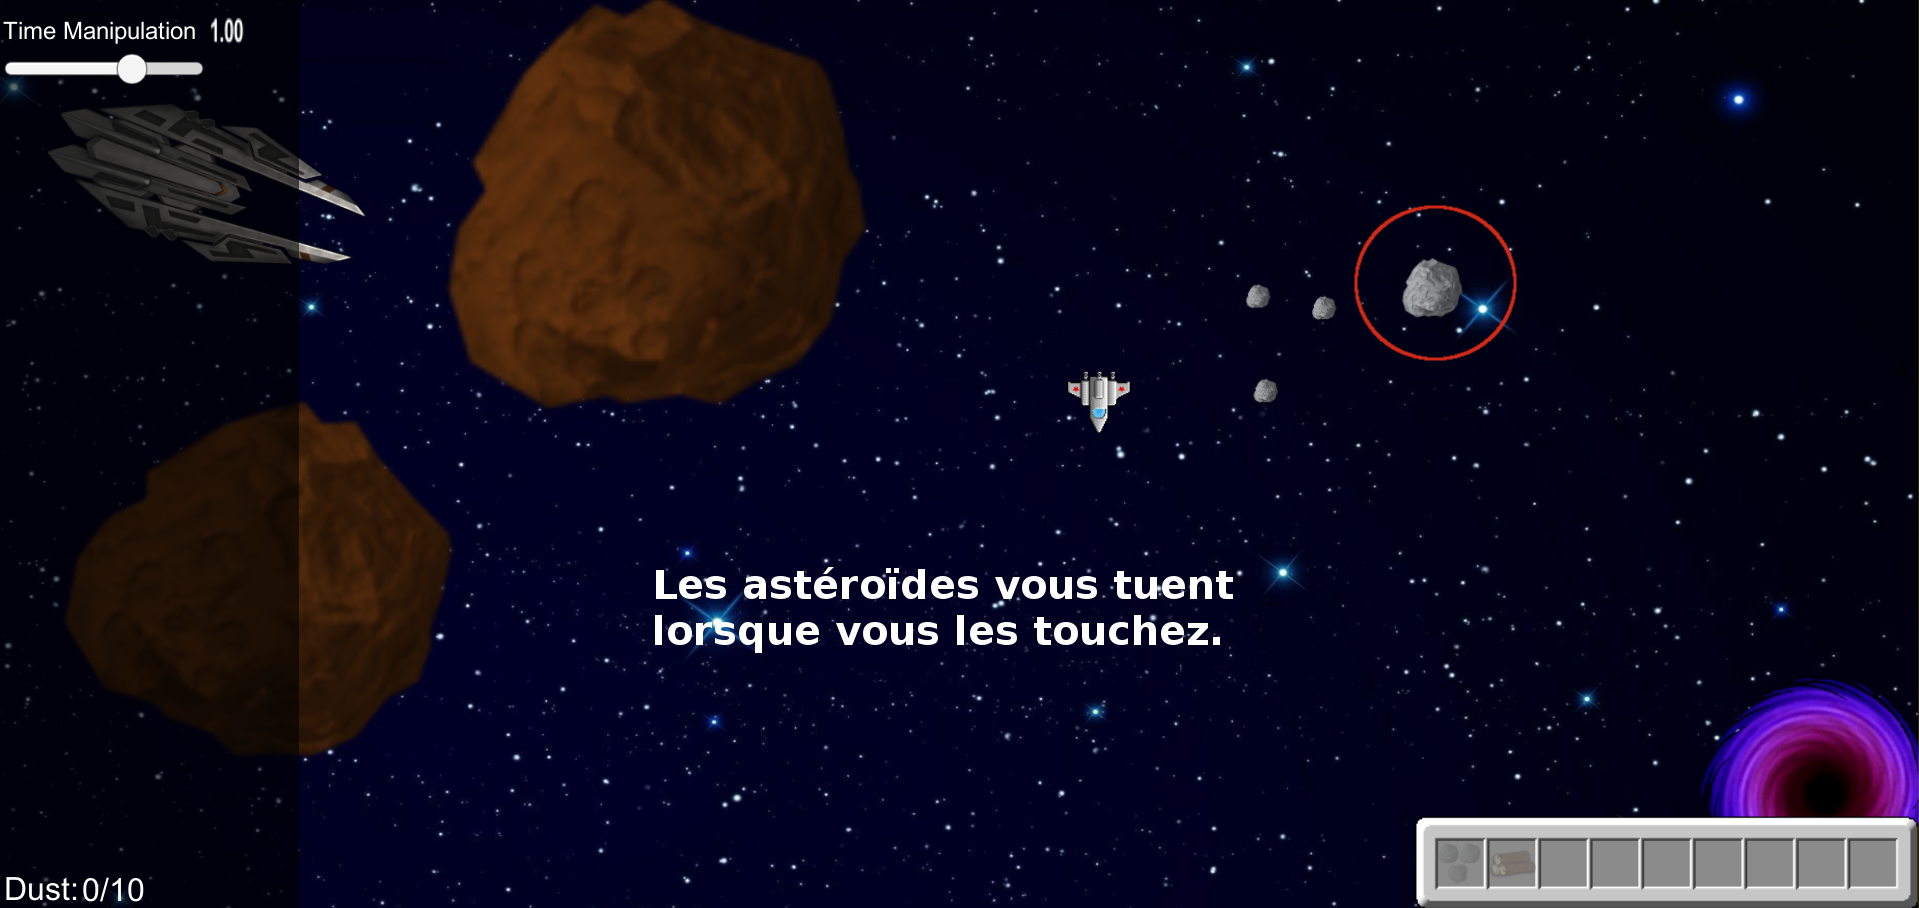 Time Manipulation 1.00
Les astéroïdes vous tuent
lorsque vous les touchez.
Dust:0/10